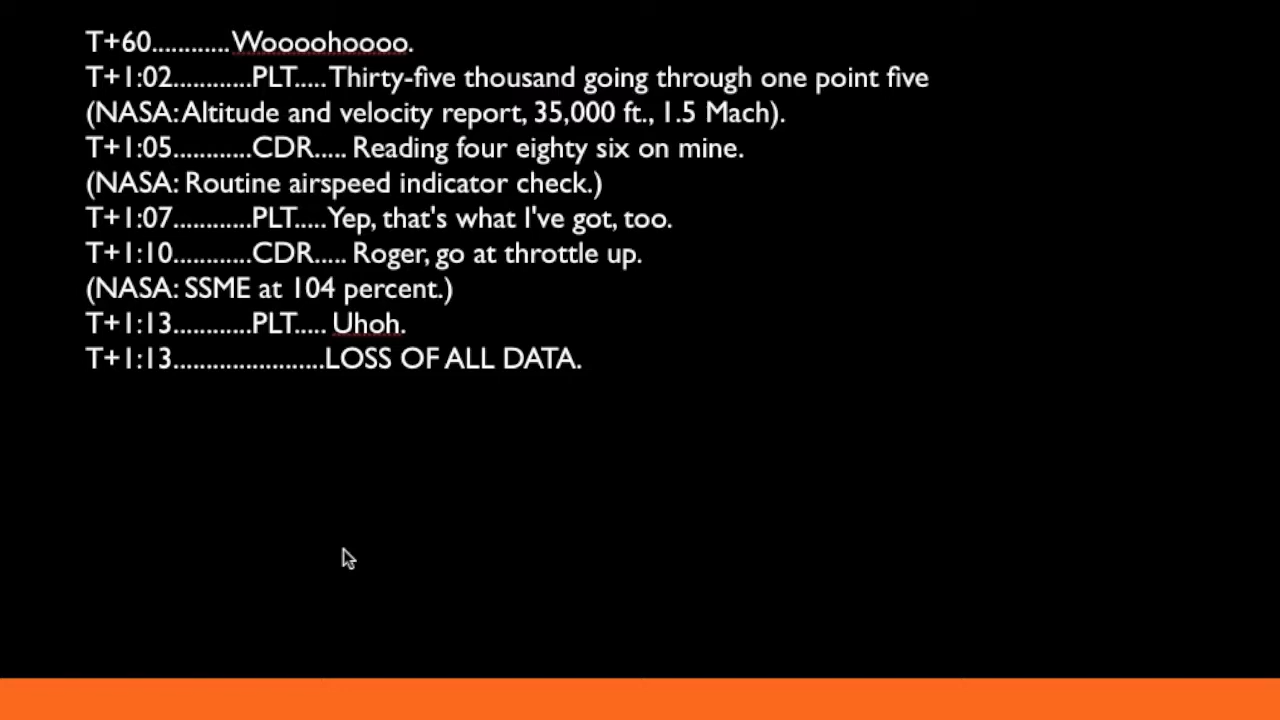 T+60............Woooohoooo.
T+1:02............PLT.....Thirty-five thousand going through one point five
(NASA: Altitude and velocity report, 35,000 ft., 1.5 Mach).
T+1:05............CDR..... Reading four eighty six on mine.
(NASA: Routine airspeed indicator check.)
T+1:07............PLT.....Yep, that's what I've got, too.
T+1:10............CDR..... Roger, go at throttle up.
(NASA: SSME at 104 percent.)
T+1:13............PLT..... Uhoh.
T+1:13.......................LOSS OF ALL DATA.